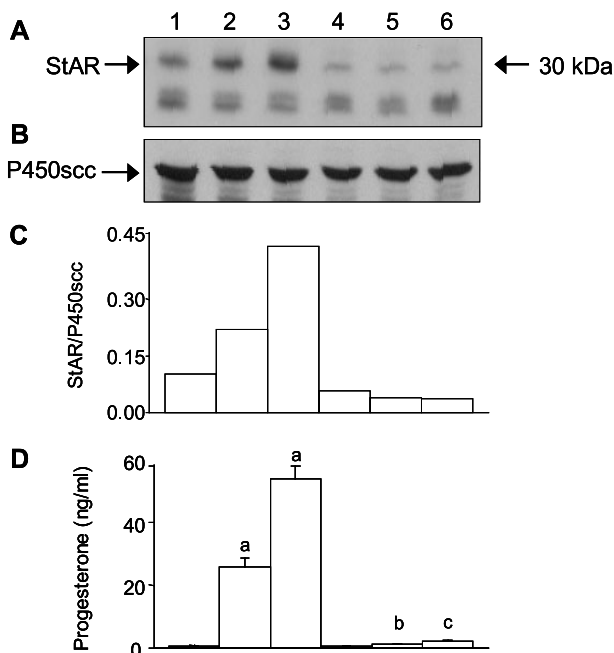 1 2 3 4 5 6
A
StAR
30 kDa
B
P450scc
C
StAR/P450scc
0.45
0.30
0.15
0.00
D
Progesterone (ng/ml)
60
40
20
0
a
a
b
c